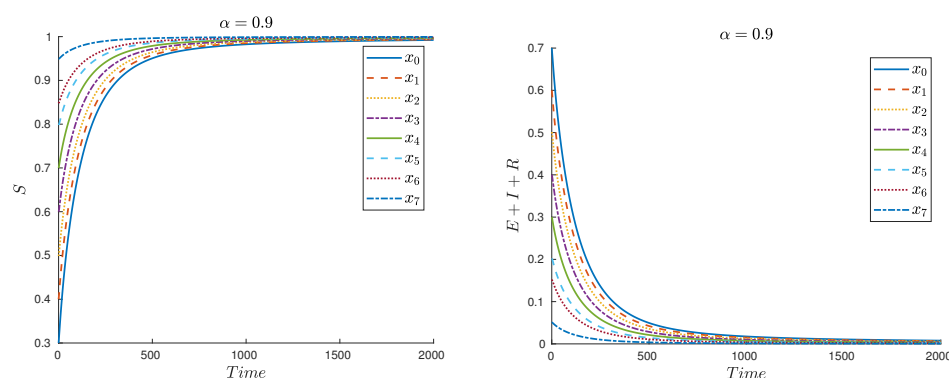 α = 0.9
1
0.9
0.8
0.7
0.6
0.5
0.4
0.3
S
0
500
1000
1500
2000
Time
x0
x1
x2
x3
x4
x5
x6
x7
α = 0.9
0.7
0.6
0.5
0.4
0.3
0.2
0.1
0
E + I + R
0
500
1000
1500
2000
Time
x0
x1
x2
x3
x4
x5
x6
x7